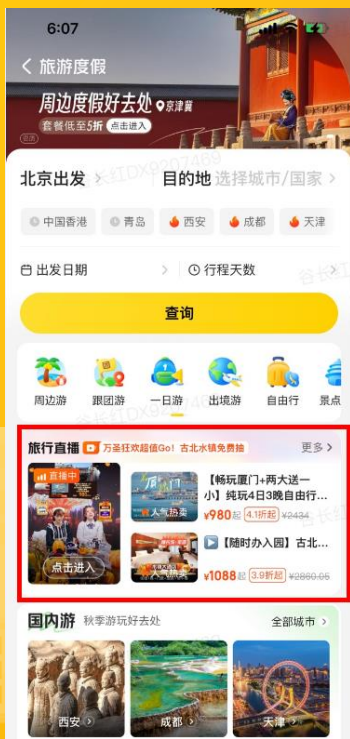 6:07
旅游度假
周边度假好去处 京津冀
套餐低至5折 点击进入
北京出发 目的地 选择城市/国家
中国香港 青岛 西安 成都 天津
出发日期 行程天数
查询
周边游 跟团游 一日游 出境游 自由行 景点
旅行直播 万圣狂欢超值Go! 古北水镇免费抽 更多
直播中
点击进入
人气热卖
【畅玩厦门+两大送一
小】纯玩4日3晚自由行...
¥980起 4.1折起 ¥2434
人气热卖
【随时办入园】古北...
¥1088起 3.9折起 ¥2860.05
国内游 秋季游玩好去处 全部城市
西安 成都 天津